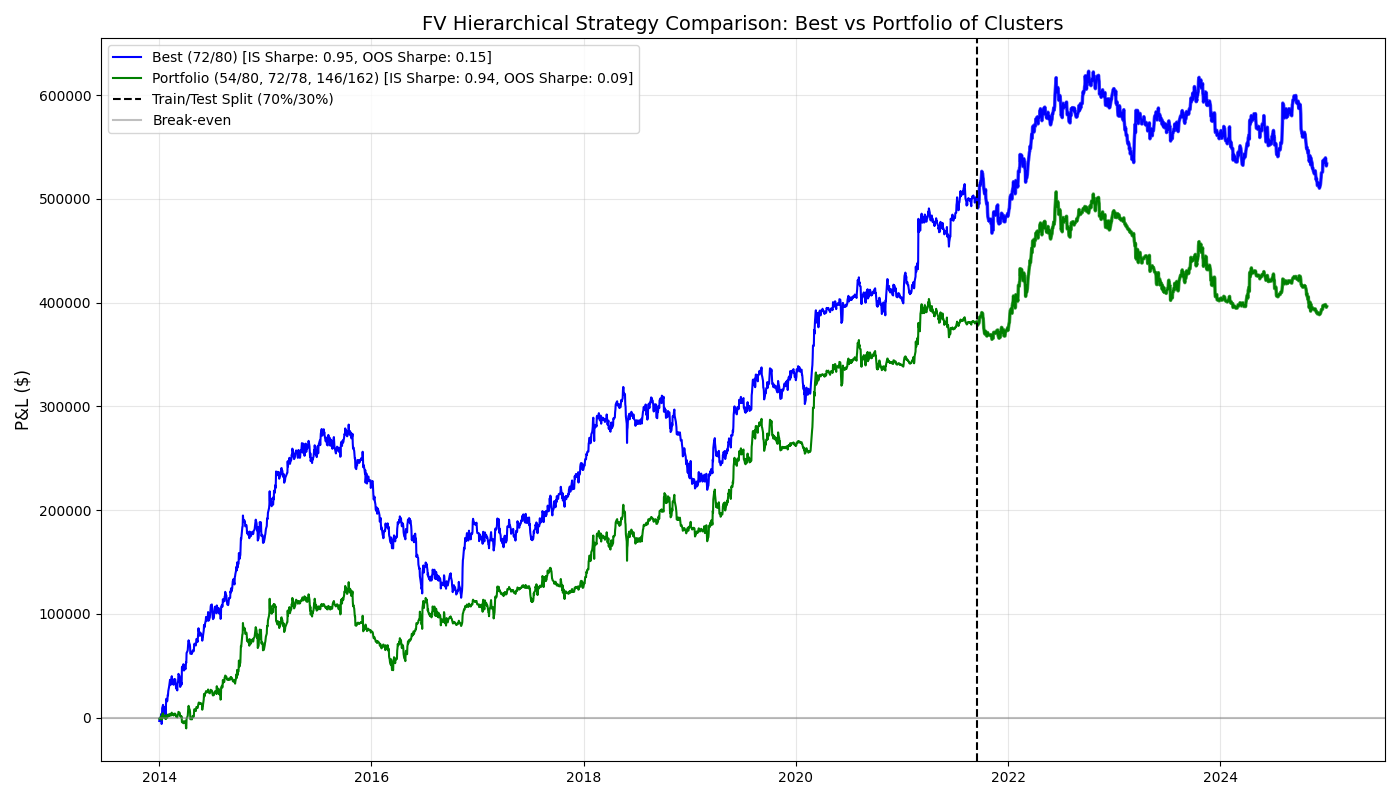 FV Hierarchical Strategy Comparison: Best vs Portfolio of Clusters
Best (72/80) [IS Sharpe: 0.95, OOS Sharpe: 0.15]
Portfolio (54/80, 72/78, 146/162) [IS Sharpe: 0.94, OOS Sharpe: 0.09]
Train/Test Split (70%/30%)
Break-even
P&L ($)
600000
500000
400000
300000
200000
100000
0
2014
2016
2018
2020
2022
2024